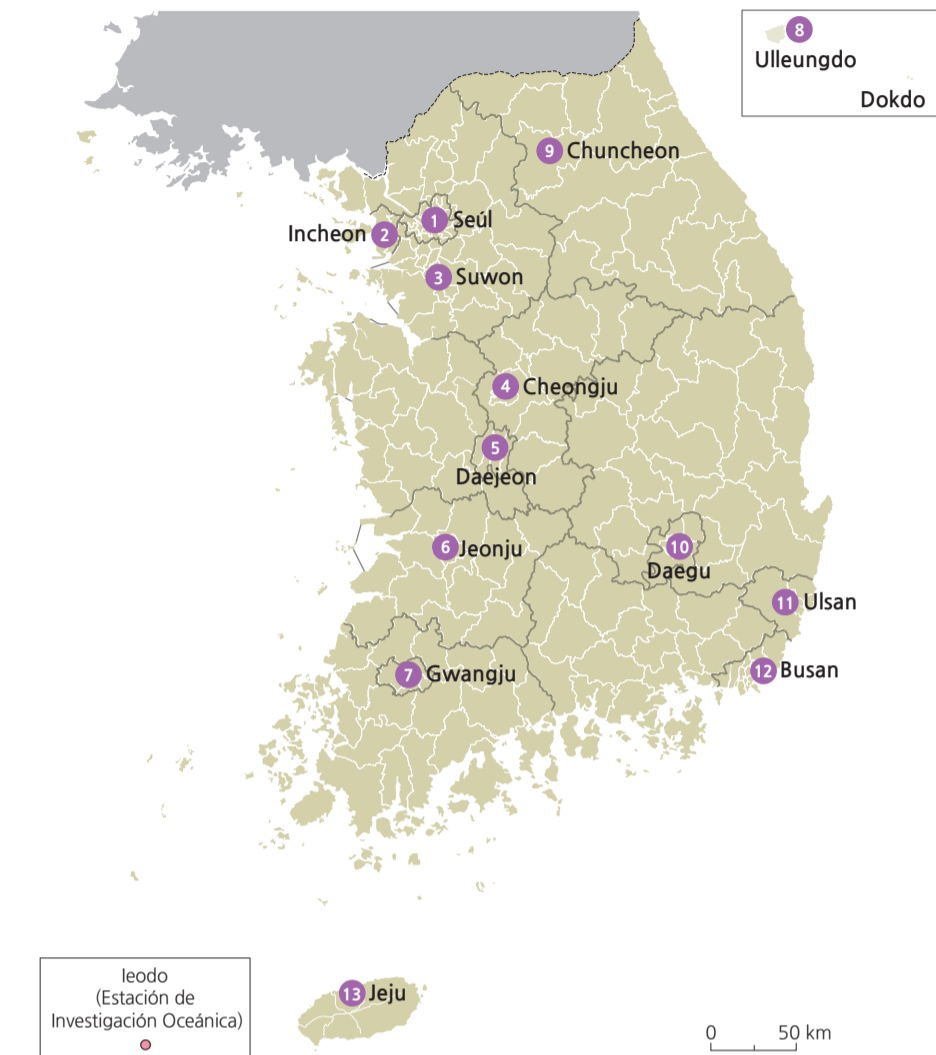 8
Ulleungdo
Dokdo
9 Chuncheon
1 Seúl
Incheon 2
3 Suwon
4 Cheongju
5
Daejeon
6 Jeonju
10
Daegu
11 Ulsan
7 Gwangju
12 Busan
Ieodo
(Estación de
Investigación Oceánica)
13 Jeju
0 50 km